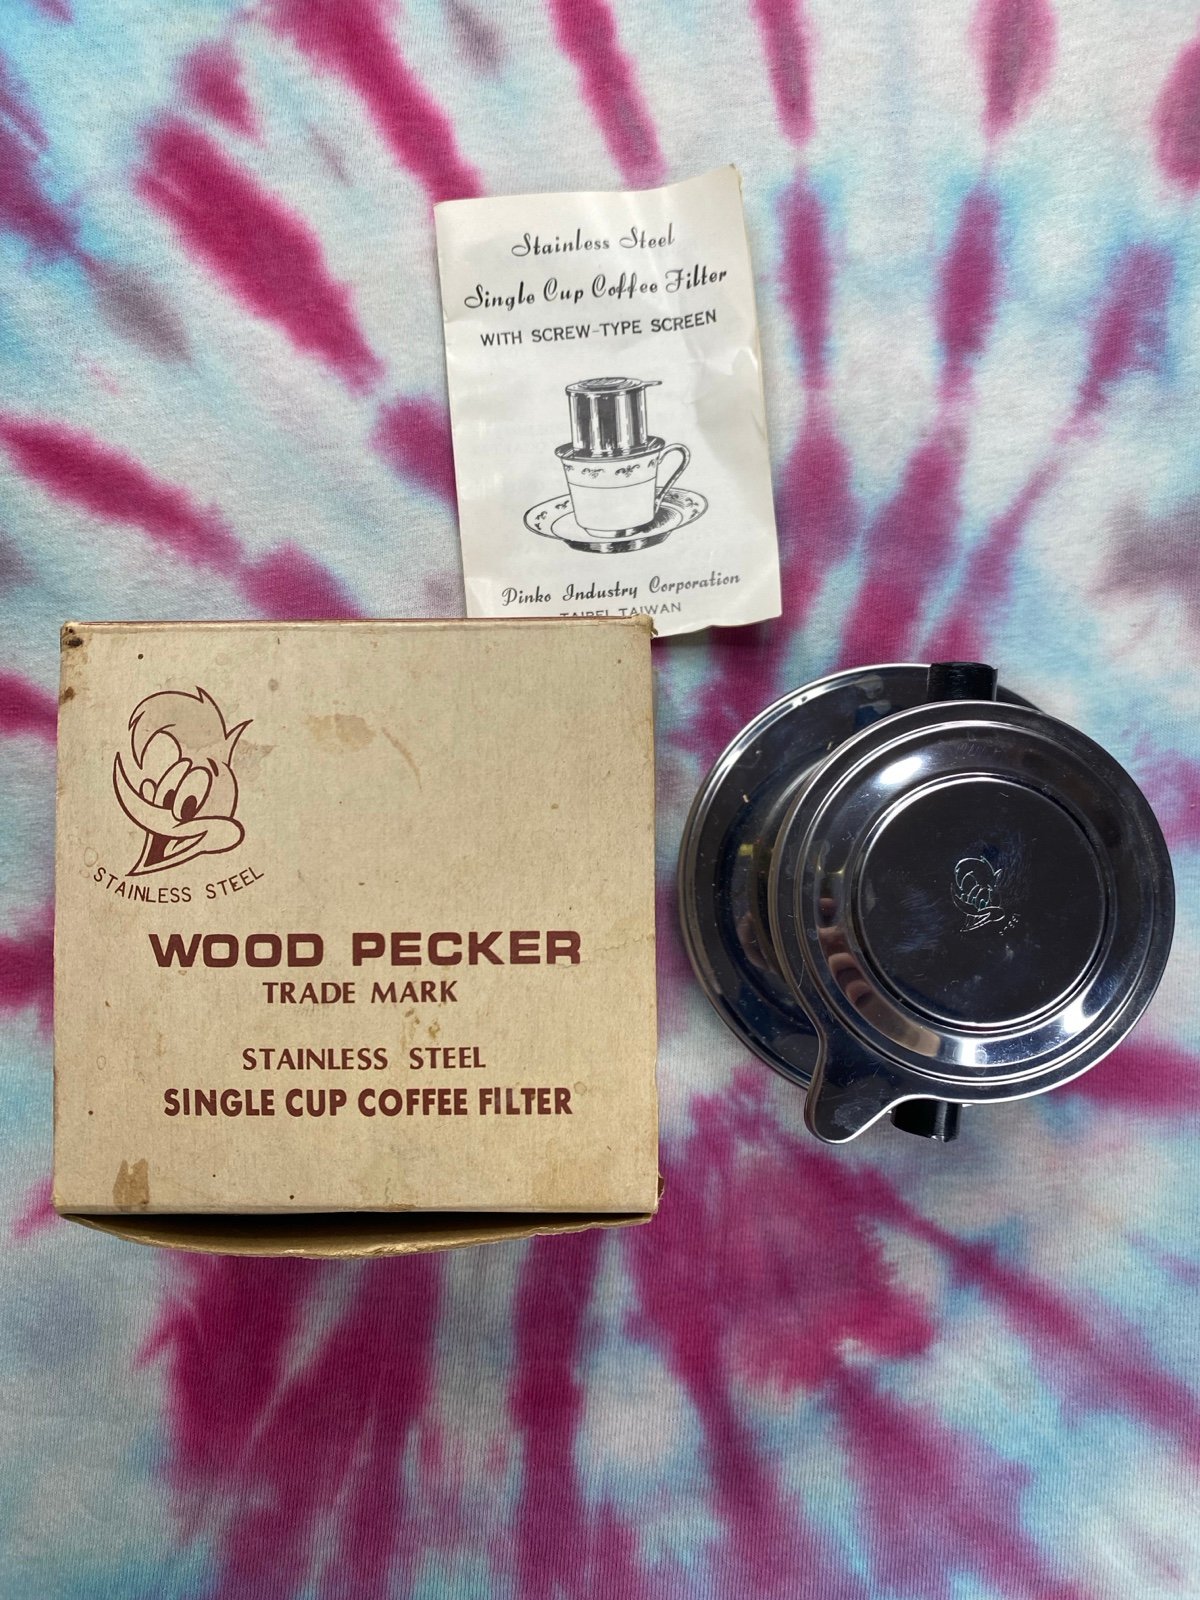 Stainless Steel
Single Cup Coffee Filter
WITH SCREW-TYPE SCREEN
Pinko Industry Corporation
TAIPEI TAIWAN
STAINLESS STEEL
WOOD PECKER
TRADE MARK
STAINLESS STEEL
SINGLE CUP COFFEE FILTER